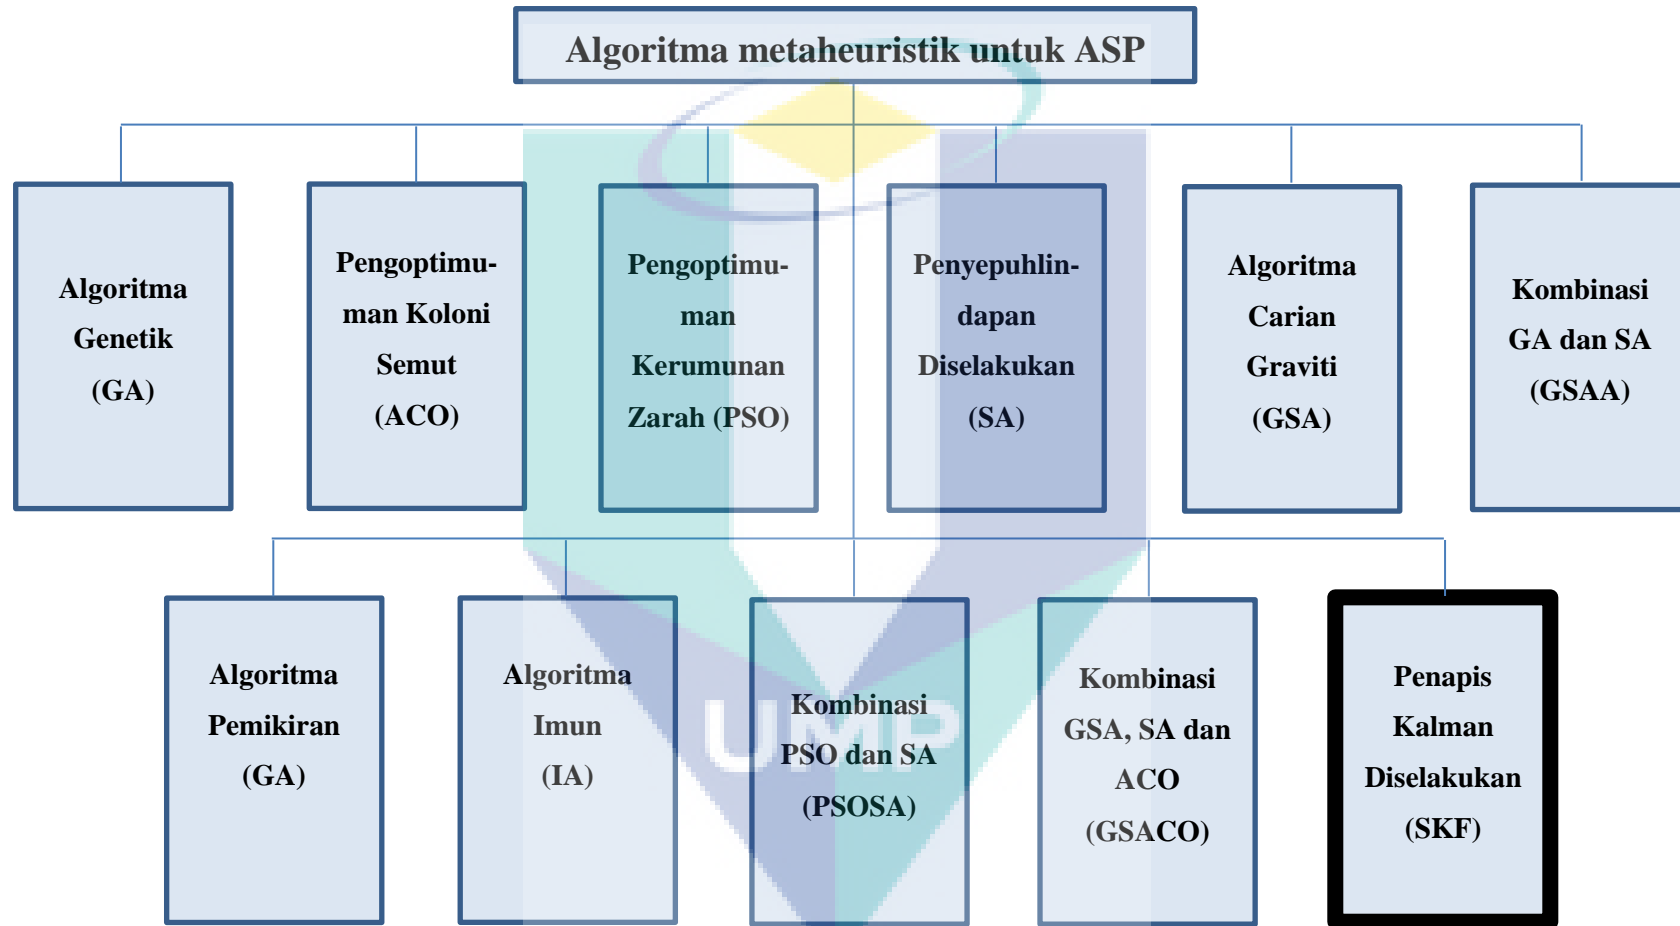 Algoritma metaheuristik untuk ASP
Algoritma
Genetik
(GA)
Pengoptimu-
man Koloni
Semut
(ACO)
Pengoptimu-
man
Kerumunan
Zarah (PSO)
Penyepuhlin-
dapan
Diselakukan
(SA)
Algoritma
Carian
Graviti
(GSA)
Kombinasi
GA dan SA
(GSAA)
Algoritma
Pemikiran
(GA)
Algoritma
Imun
(IA)
Kombinasi
PSO dan SA
(PSOSA)
Kombinasi
GSA, SA dan
ACO
(GSACO)
Penapis
Kalman
Diselakukan
(SKF)
UMP